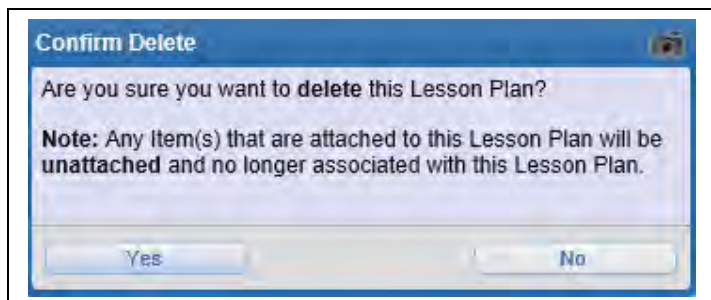 Confirm Delete
Are you sure you want to delete this Lesson Plan?
Note: Any Item(s) that are attached to this Lesson Plan will be
unattached and no longer associated with this Lesson Plan.
Yes No